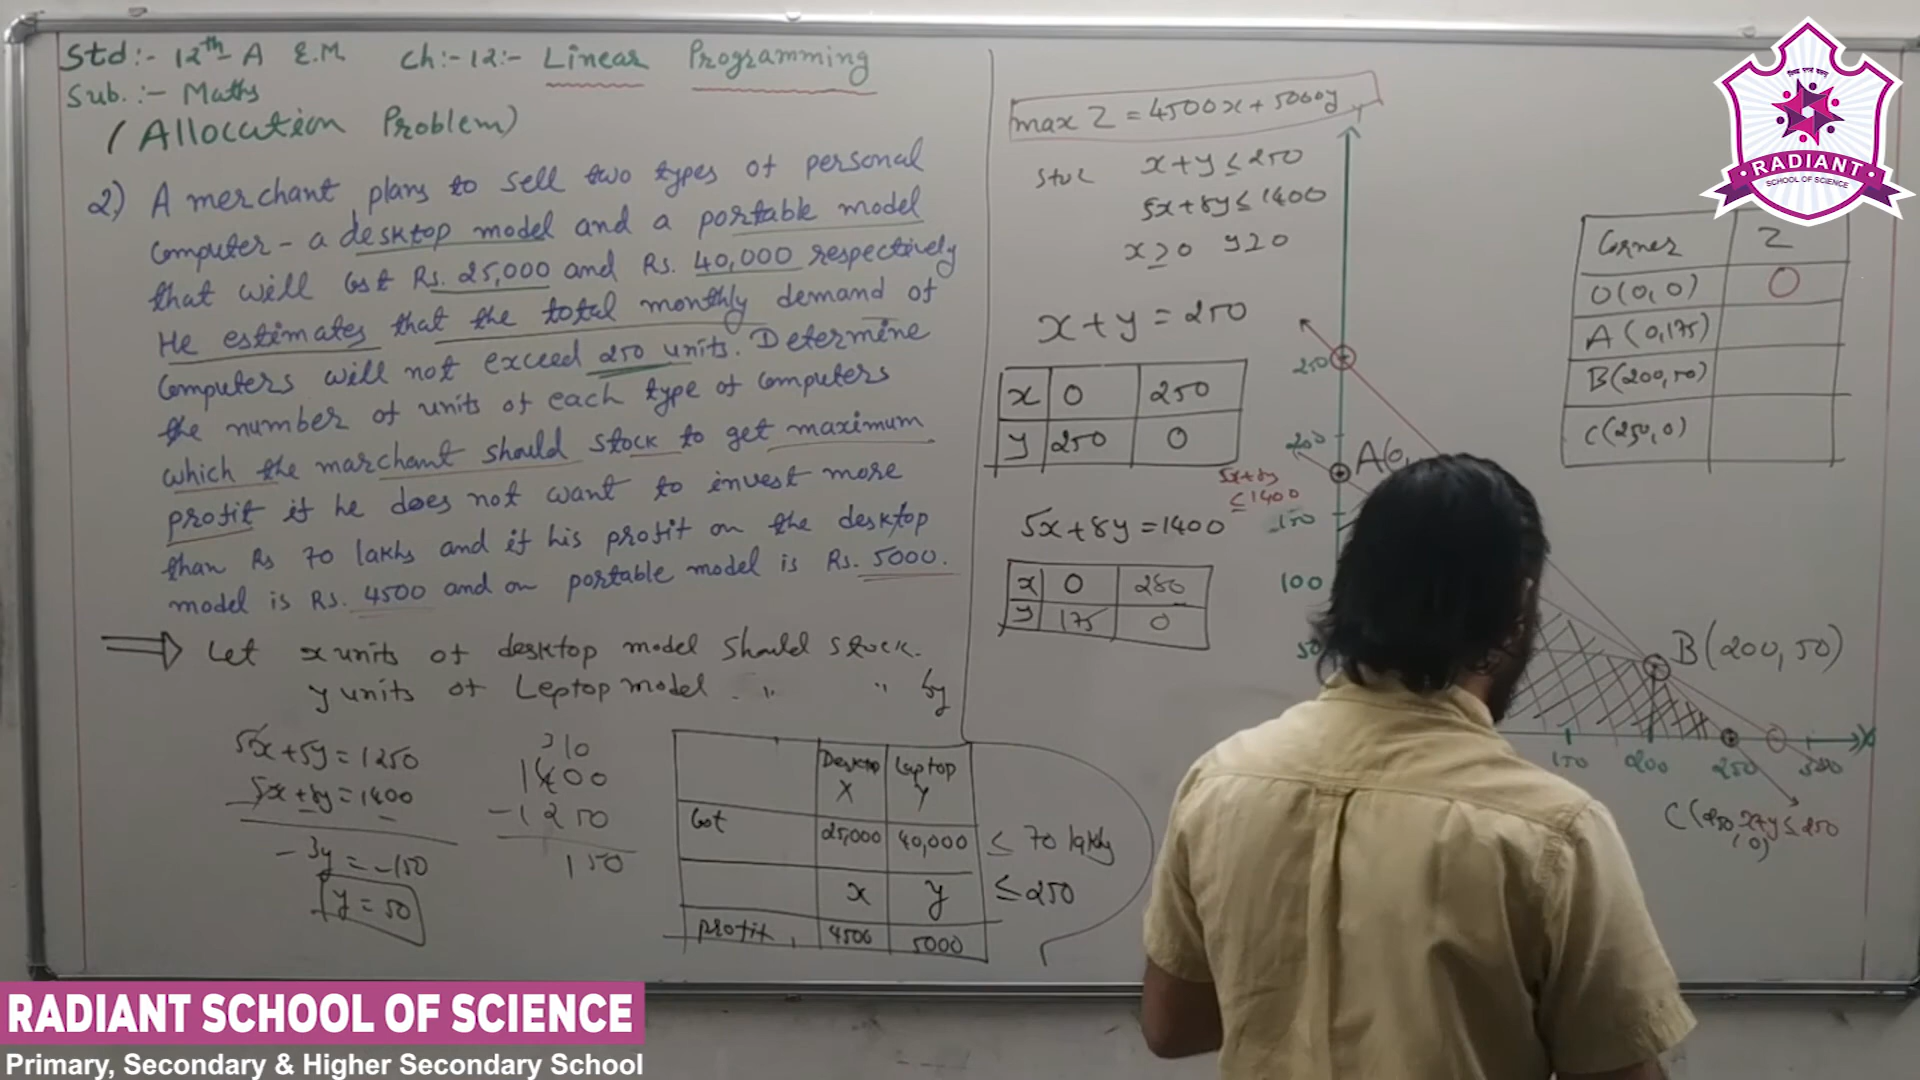 Std:- 12th A E.M. Ch:-12:- Linear Programming
Sub.:- Maths
(Allocation Problem)
2) A merchant plans to sell two types of personal
computer - a desktop model and a portable model
that will cost Rs. 25,000 and Rs. 40,000 respectively
He estimates that the total monthly demand of
computers will not exceed 250 units. Determine
the number of units of each type of computers
which the marchant should stock to get maximum
profit if he does not want to invest more
than Rs 70 lakhs and if his profit on the desktop
model is Rs. 4500 and on portable model is Rs. 5000.
Let x units of desktop model should stock.
y units of Leptop model. " "
5x+5y=1250
5x+8y=1400
-3y=-150
y=50
1400
-1250
150
Desktop Leptop
X Y
Cost 25,000 40,000 ≤ 70 lakhs
x y ≤250
profit 4500 5000
max Z = 4500x+5000y
x+y≤250
5x+8y≤1400
x≥0 y≥0
x+y=250
x 0 250
y 250 0
5x+8y=1400
x 0 280
y 175 0
Y
250
200
A(0,
5x+8y
≤1400
150
100
50
B(200,50)
150 200 250 300 X
C(250,0)
x+y≤250
Corner Z
O(0,0) 0
A(0,175)
B(200,50)
C(250,0)
RADIANT
SCHOOL OF SCIENCE
RADIANT SCHOOL OF SCIENCE
Primary, Secondary & Higher Secondary School